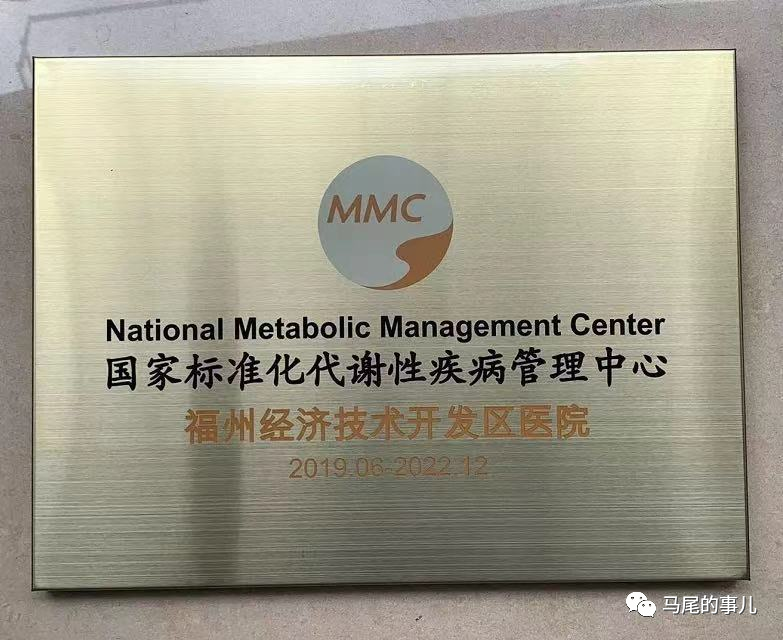 MMC
National Metabolic Management Center
国家标准化代谢性疾病管理中心
福州经济技术开发区医院
2019.06-2022.12
马尾的事儿